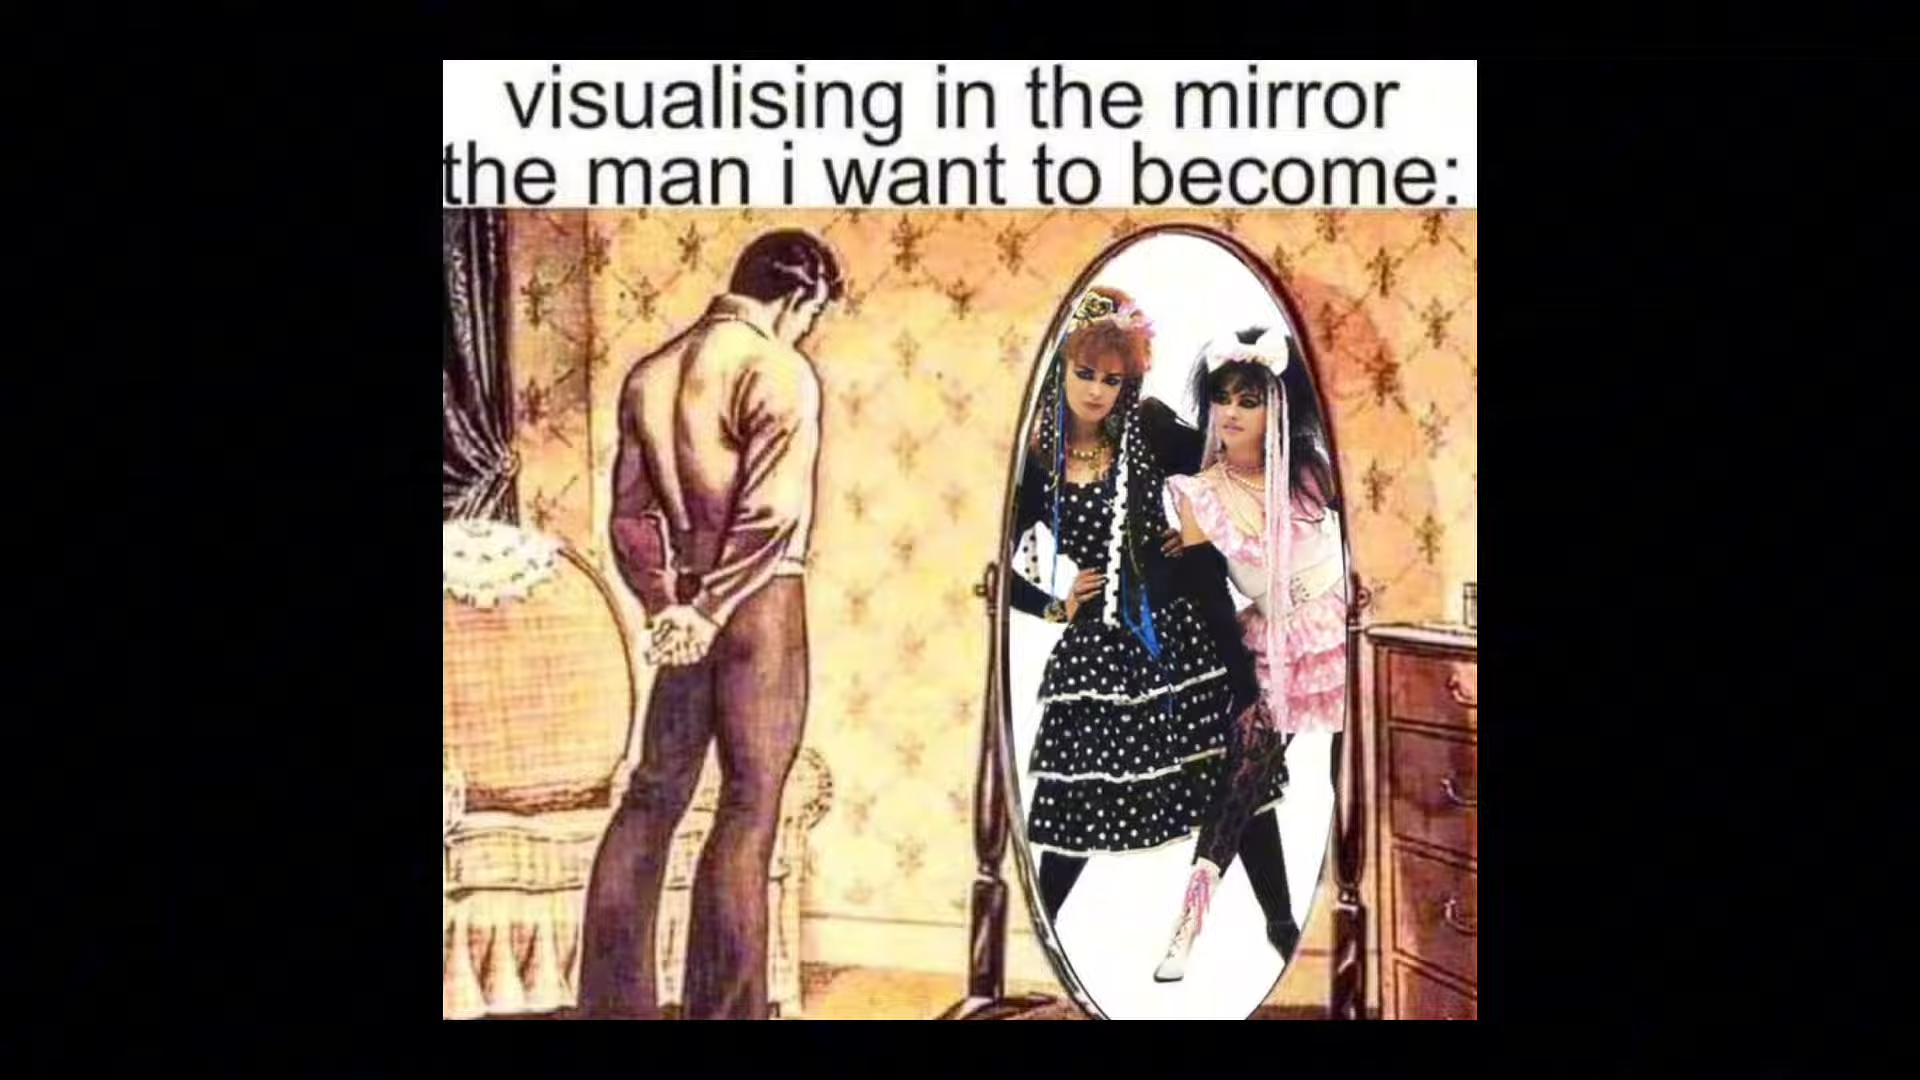 visualising in the mirror
the man i want to become: